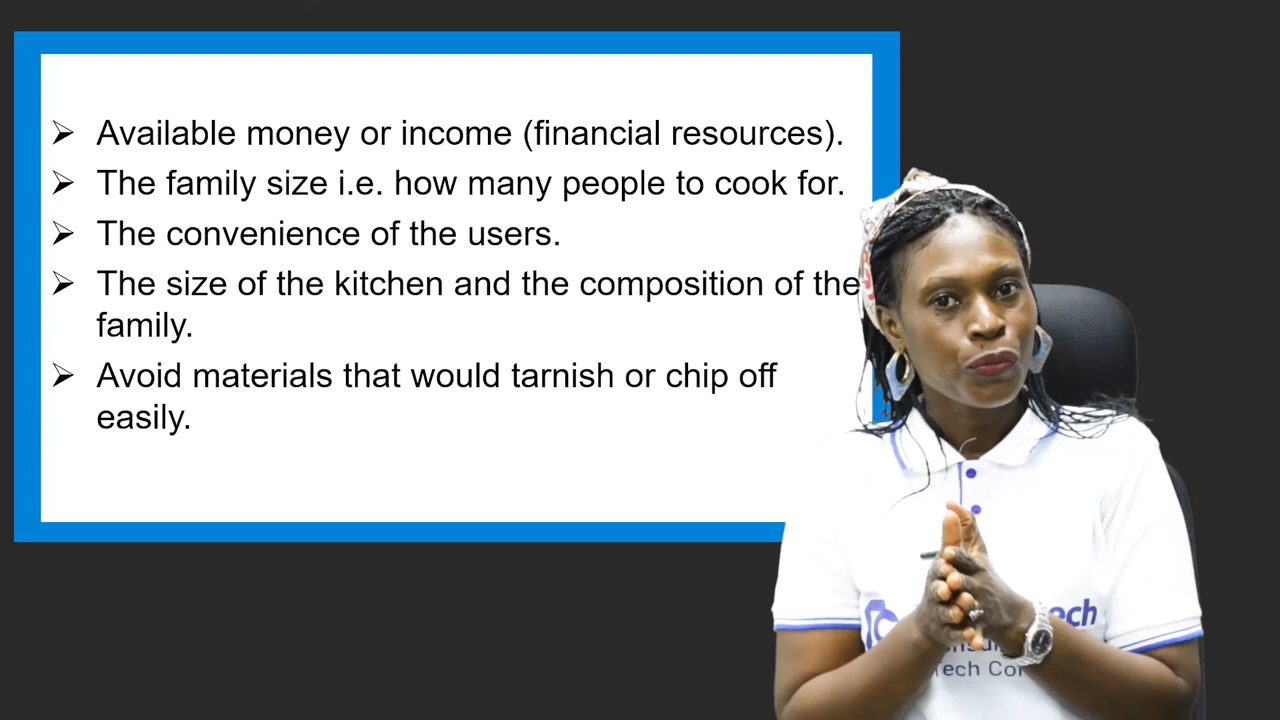 ➢ Available money or income (financial resources).
➢ The family size i.e. how many people to cook for.
➢ The convenience of the users.
➢ The size of the kitchen and the composition of the
family.
➢ Avoid materials that would tarnish or chip off
easily.
ech
Tech